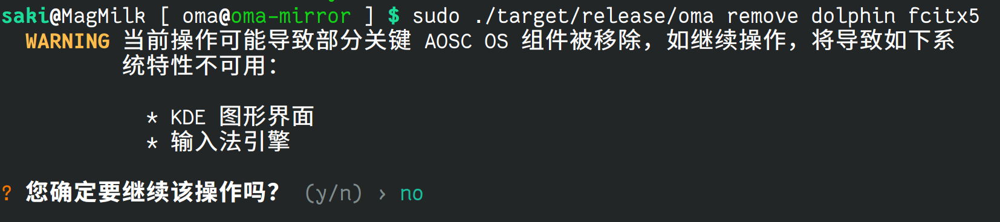 saki@MagMilk [ oma@oma-mirror ] $ sudo ./target/release/oma remove dolphin fcitx5
WARNING 当前操作可能导致部分关键 AOSC OS 组件被移除，如继续操作，将导致如下系
统特性不可用：
* KDE 图形界面
* 输入法引擎
? 您确定要继续该操作吗？ (y/n) › no